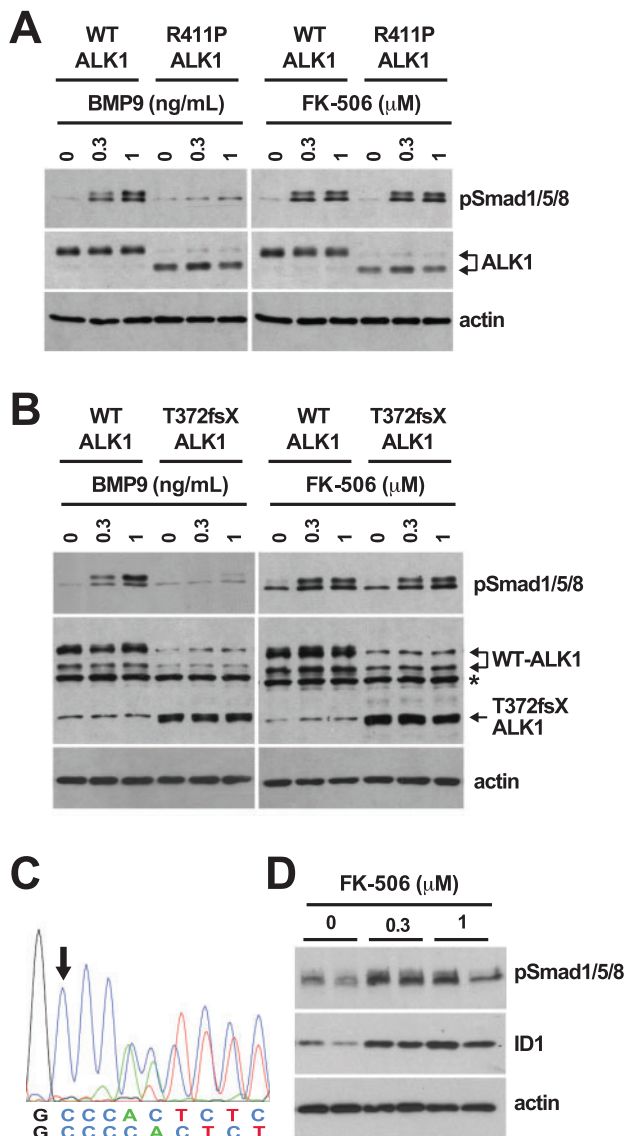 A
WT ALK1 R411P ALK1 WT ALK1 R411P ALK1
BMP9 (ng/mL) FK-506 (μM)
0 0.3 1 0 0.3 1 0 0.3 1 0 0.3 1
pSmad1/5/8
ALK1
actin
B
WT ALK1 T372fsX ALK1 WT ALK1 T372fsX ALK1
BMP9 (ng/mL) FK-506 (μM)
0 0.3 1 0 0.3 1 0 0.3 1 0 0.3 1
pSmad1/5/8
WT-ALK1
*
T372fsX
ALK1
actin
C
G C C C A C T C T C
G C C C C A C T C T
D
FK-506 (μM)
0 0.3 1
pSmad1/5/8
ID1
actin